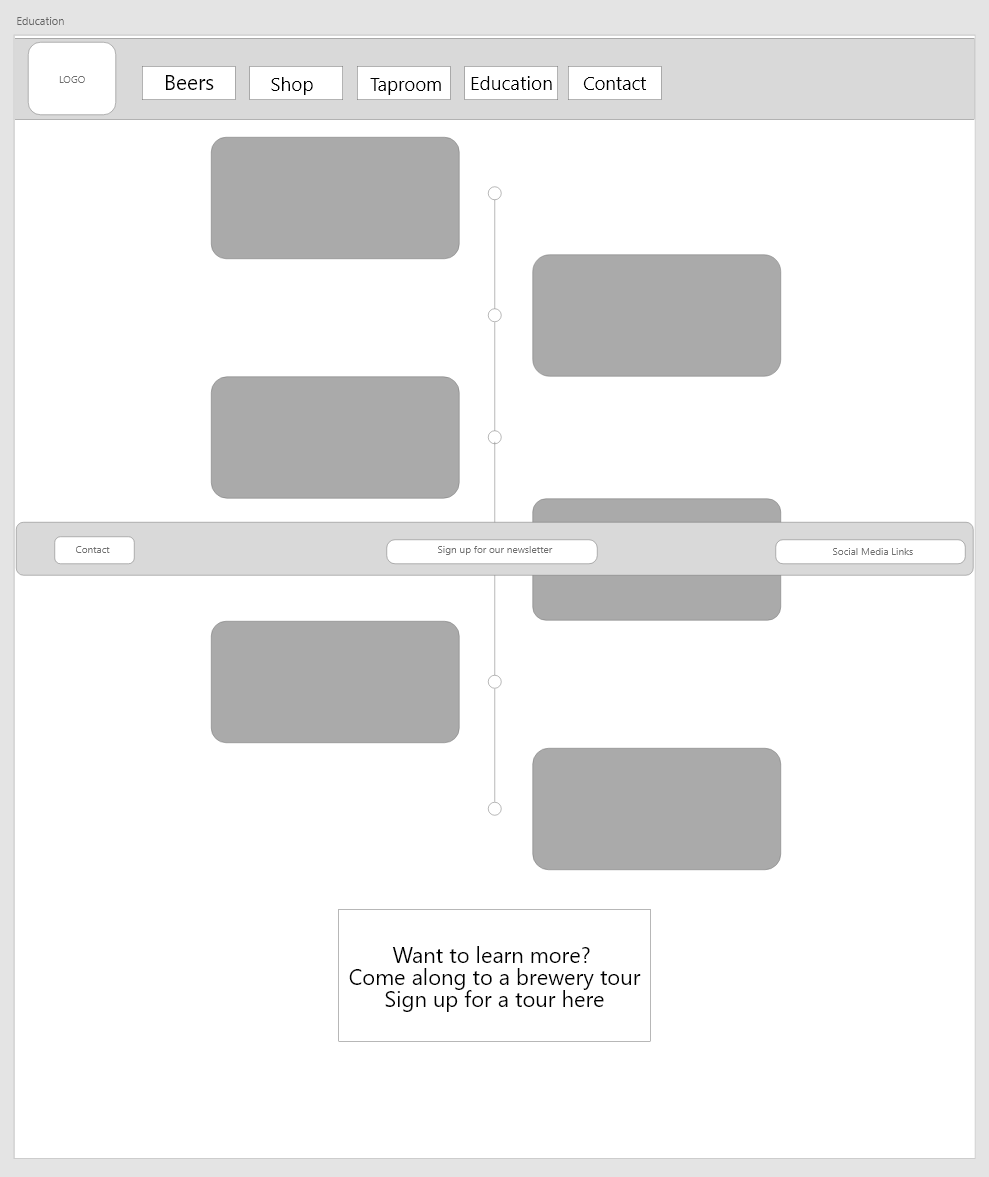 Education
LOGO
Beers
Shop
Taproom
Education
Contact
Contact
Sign up for our newsletter
Social Media Links
Want to learn more?
Come along to a brewery tour
Sign up for a tour here